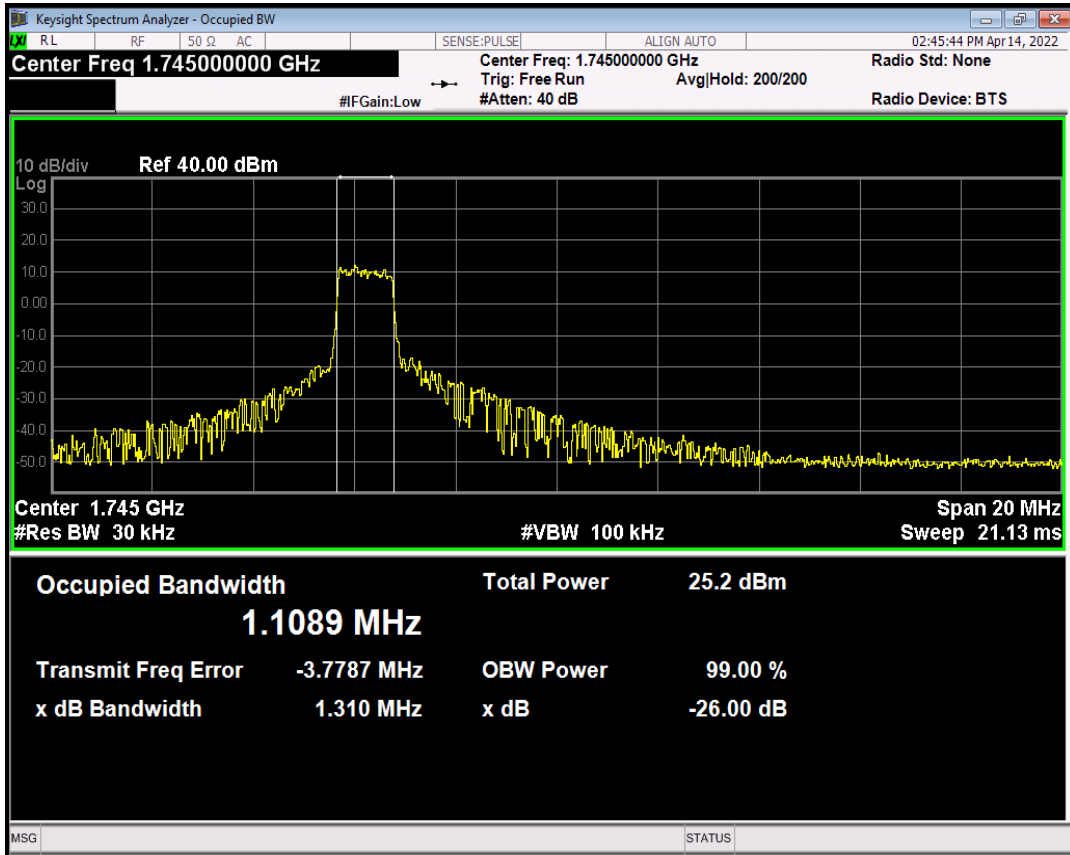 Keysight Spectrum Analyzer - Occupied BW
LXI RL RF 50 Ω AC SENSE:PULSE ALIGN AUTO 02:45:44 PM Apr 14, 2022
Center Freq 1.745000000 GHz Center Freq: 1.745000000 GHz Radio Std: None
Trig: Free Run Avg|Hold: 200/200
#IFGain:Low #Atten: 40 dB Radio Device: BTS
10 dB/div Ref 40.00 dBm
Log
30.0
20.0
10.0
0.00
-10.0
-20.0
-30.0
-40.0
-50.0
Center 1.745 GHz Span 20 MHz
#Res BW 30 kHz #VBW 100 kHz Sweep 21.13 ms
Occupied Bandwidth Total Power 25.2 dBm
1.1089 MHz
Transmit Freq Error -3.7787 MHz OBW Power 99.00 %
x dB Bandwidth 1.310 MHz x dB -26.00 dB
MSG STATUS